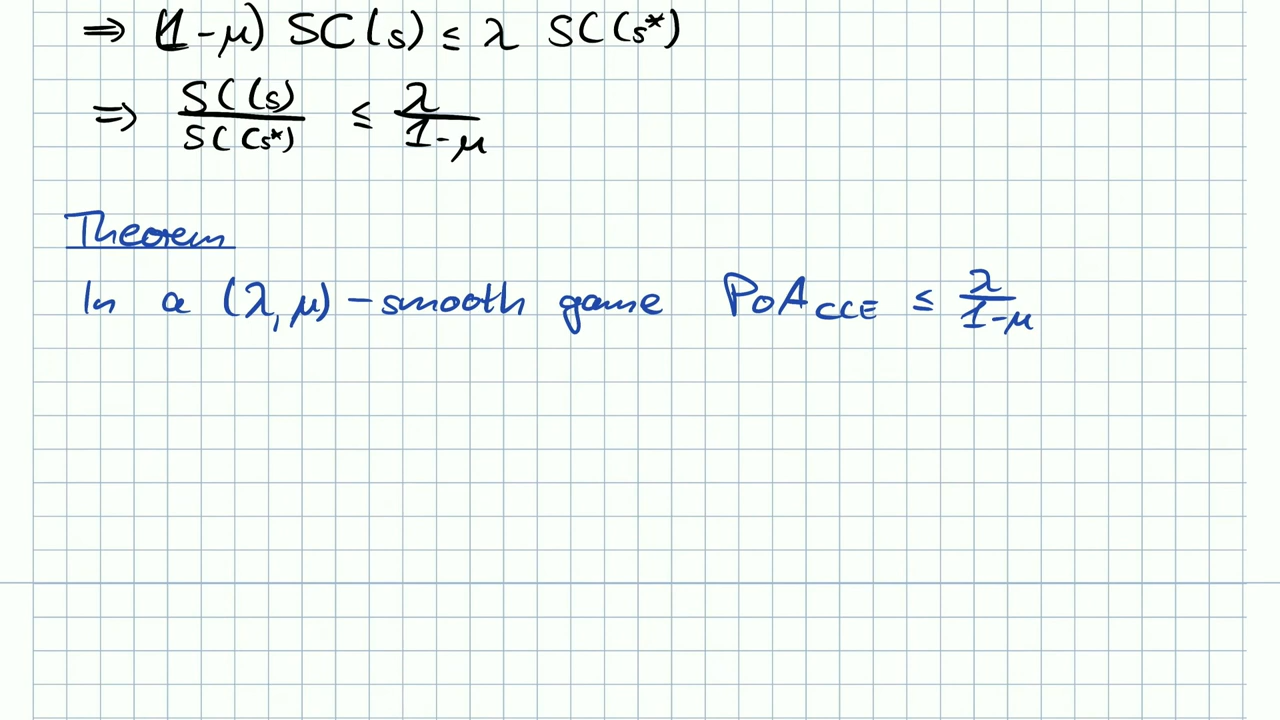 ⇒ (1-μ) SC(s) ≤ λ SC(s*)
⇒ SC(s)/SC(s*) ≤ λ/1-μ
Theorem
In a (λ, μ)-smooth game PoA_CCE ≤ λ/1-μ